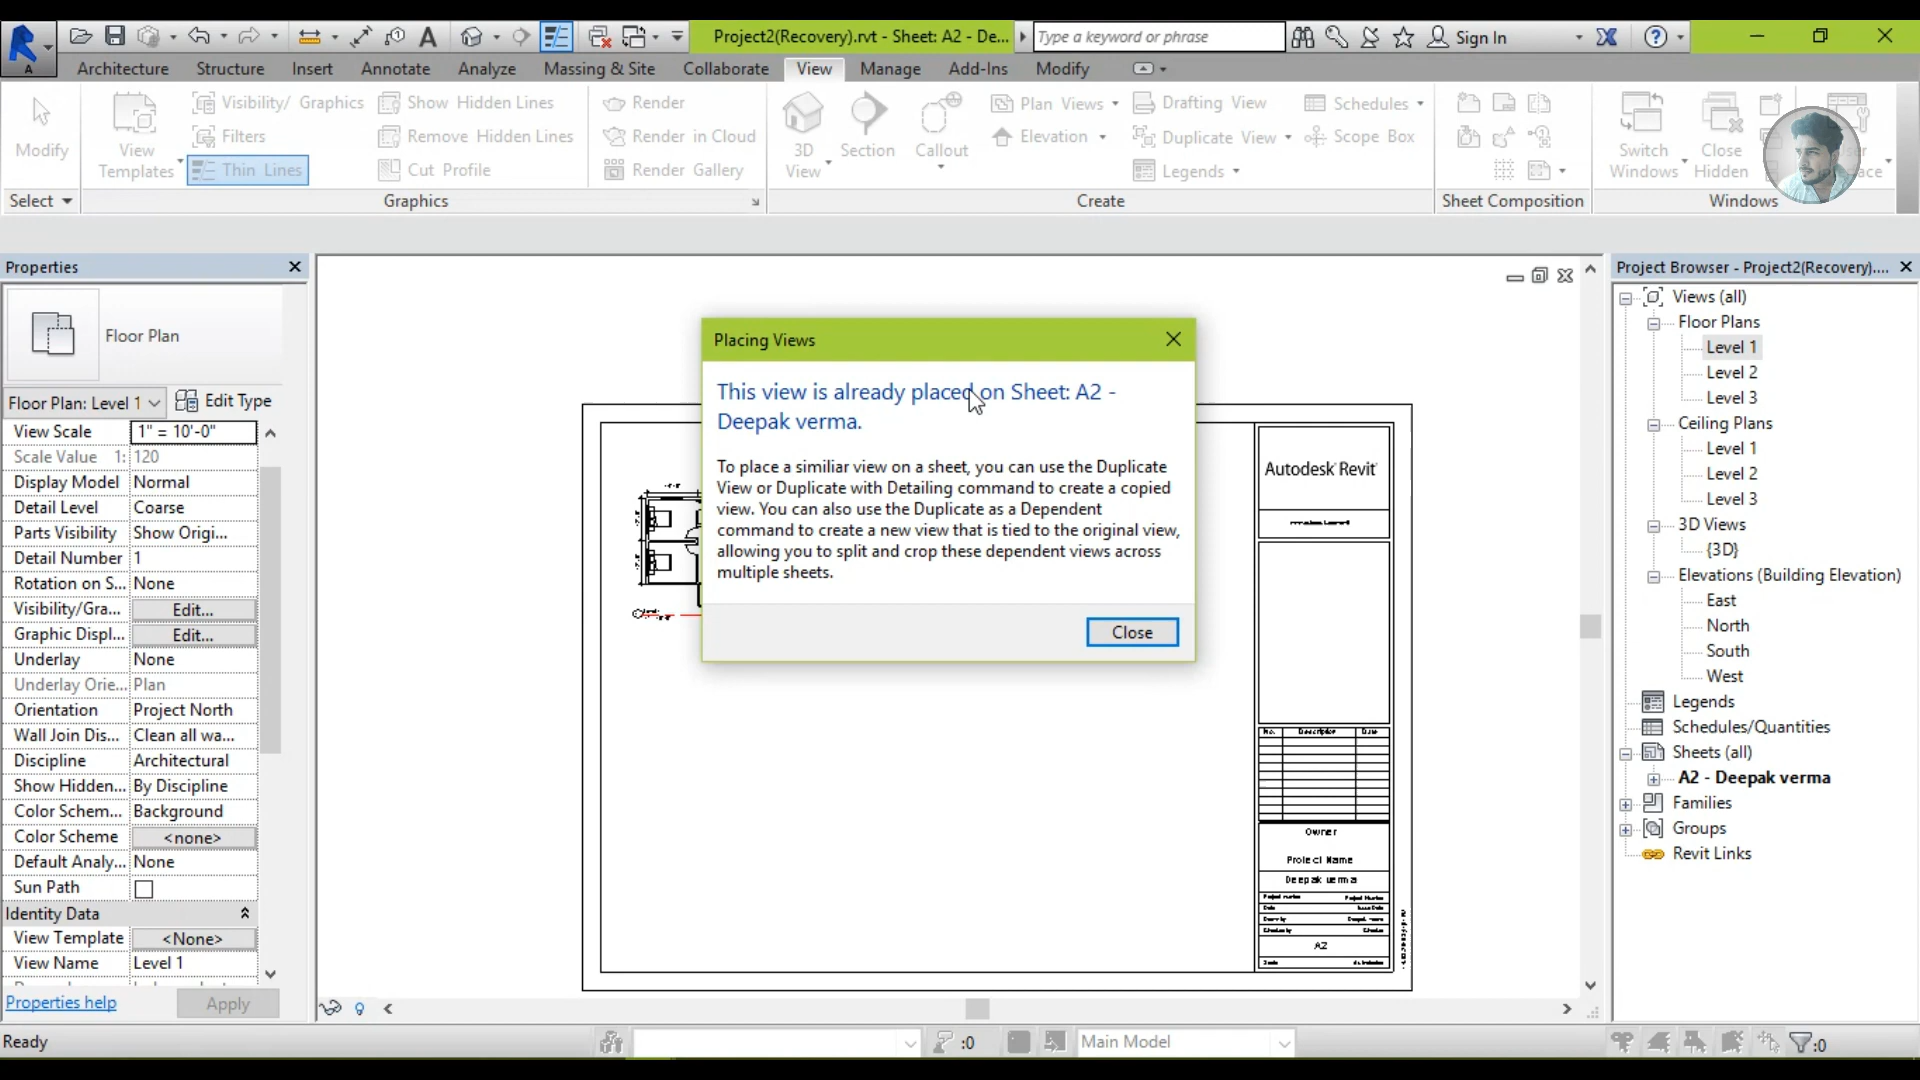 Project2(Recovery).rvt - Sheet: A2 - De...
Type a keyword or phrase
Sign In
A
Architecture
Structure
Insert
Annotate
Analyze
Massing & Site
Collaborate
View
Manage
Add-Ins
Modify
Modify
View
Templates
Visibility/ Graphics
Filters
Thin Lines
Show Hidden Lines
Remove Hidden Lines
Cut Profile
Render
Render in Cloud
Render Gallery
3D
View
Section
Callout
Plan Views
Elevation
Drafting View
Duplicate View
Legends
Schedules
Scope Box
Switch
Windows
Close
Hidden
Select
Graphics
Create
Sheet Composition
Windows
Properties
Floor Plan
Floor Plan: Level 1
Edit Type
View Scale 1" = 10'-0"
Scale Value 1: 120
Display Model Normal
Detail Level Coarse
Parts Visibility Show Origi...
Detail Number 1
Rotation on S... None
Visibility/Gra... Edit...
Graphic Displ... Edit...
Underlay None
Underlay Orie... Plan
Orientation Project North
Wall Join Dis... Clean all wa...
Discipline Architectural
Show Hidden... By Discipline
Color Schem... Background
Color Scheme <none>
Default Analy... None
Sun Path
Identity Data
View Template <None>
View Name Level 1
Properties help
Apply
Placing Views
This view is already placed on Sheet: A2 -
Deepak verma.
To place a similiar view on a sheet, you can use the Duplicate
View or Duplicate with Detailing command to create a copied
view. You can also use the Duplicate as a Dependent
command to create a new view that is tied to the original view,
allowing you to split and crop these dependent views across
multiple sheets.
Close
Autodesk Revit
No. Description Date
Owner
Project Name
Deepak verma
A2
Project Browser - Project2(Recovery)....
Views (all)
Floor Plans
Level 1
Level 2
Level 3
Ceiling Plans
Level 1
Level 2
Level 3
3D Views
{3D}
Elevations (Building Elevation)
East
North
South
West
Legends
Schedules/Quantities
Sheets (all)
A2 - Deepak verma
Families
Groups
Revit Links
Ready
:0
Main Model
:0